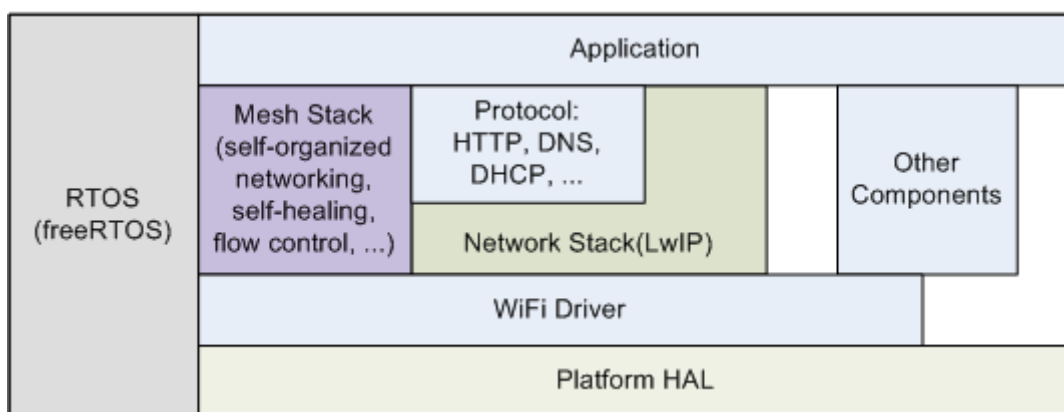 Application
Mesh Stack
(self-organized
networking,
self-healing,
flow control, ...)
Protocol:
HTTP, DNS,
DHCP, ...
Other
Components
RTOS
(freeRTOS)
Network Stack(LwIP)
WiFi Driver
Platform HAL